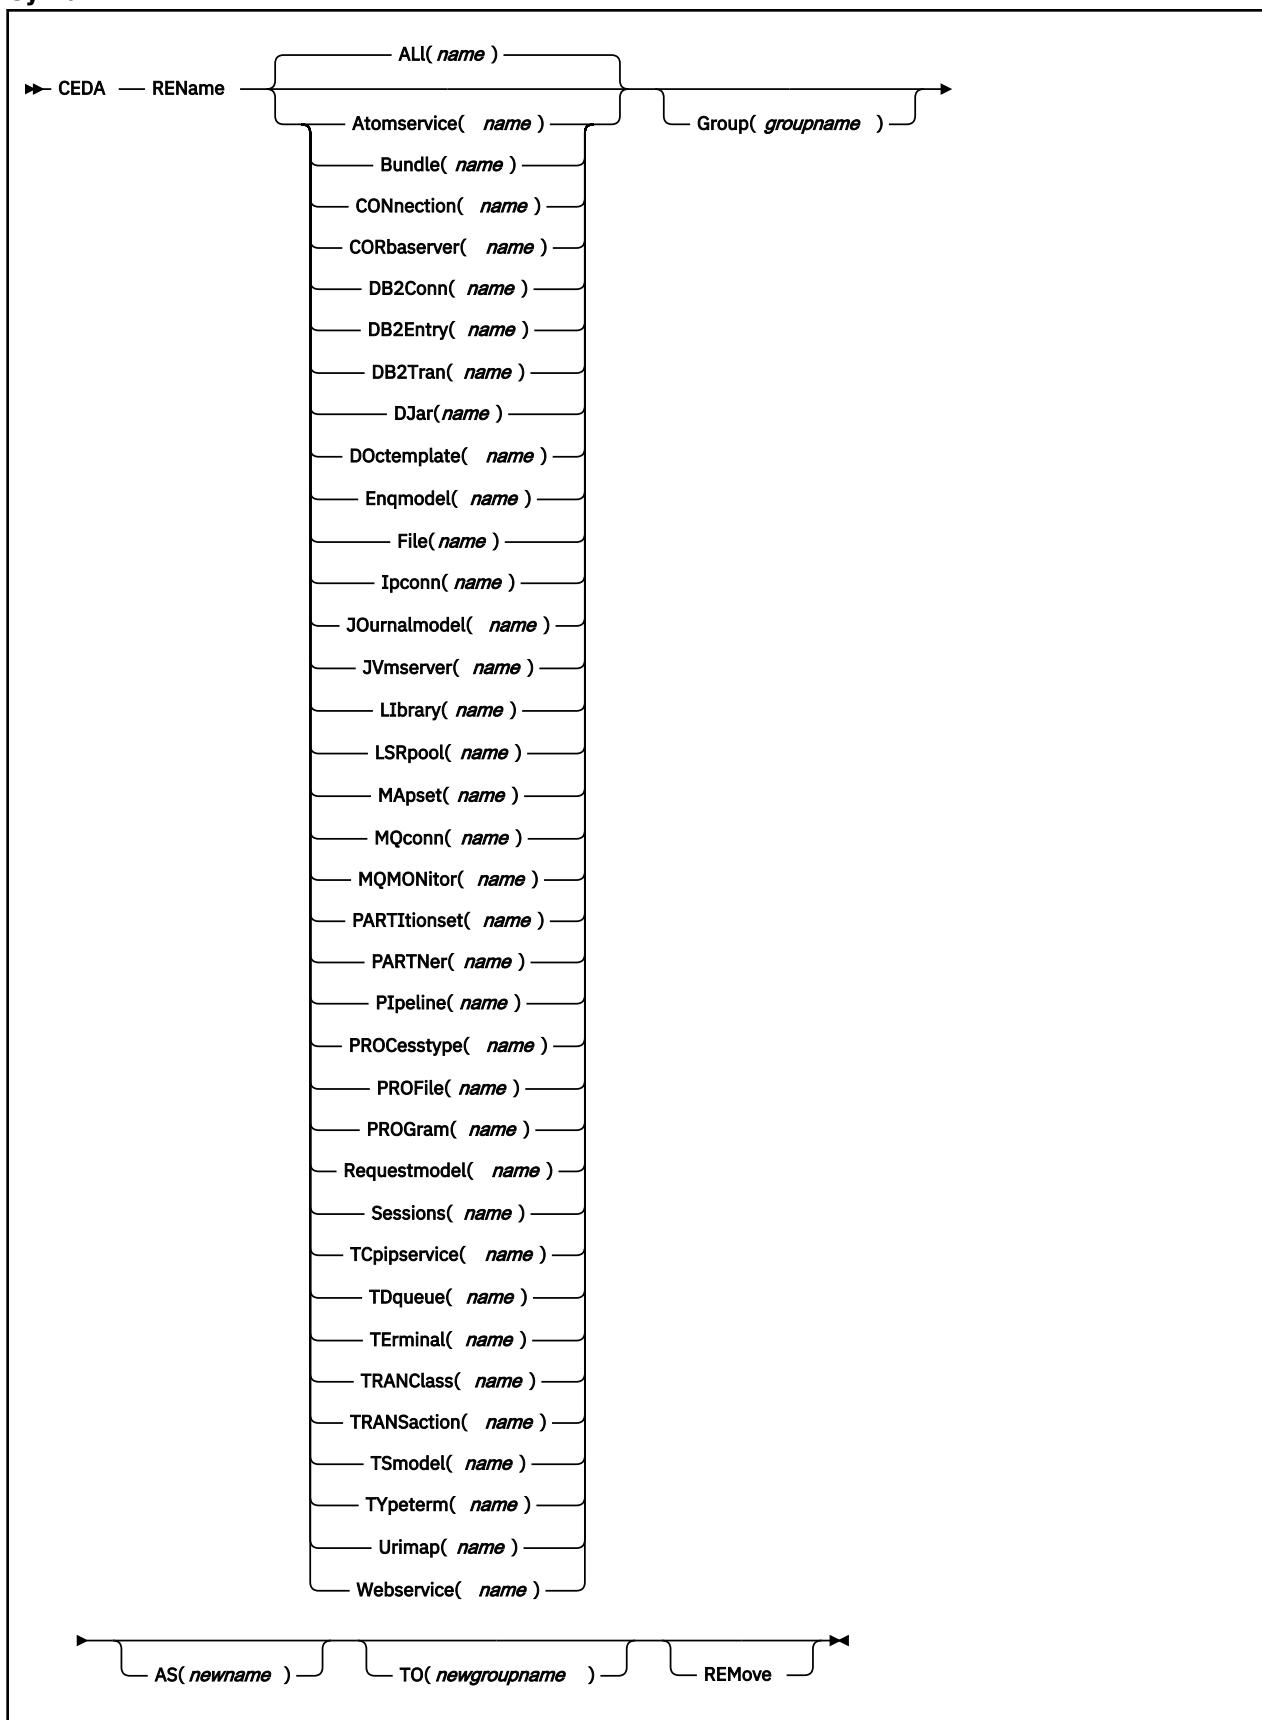 ALl( name )
CEDA REName
Atomservice( name ) Group( groupname )
Bundle( name )
CONnection( name )
CORbaserver( name )
DB2Conn( name )
DB2Entry( name )
DB2Tran( name )
DJar(name )
DOctemplate( name )
Enqmodel( name )
File( name )
Ipconn( name )
JOurnalmodel( name )
JVmserver( name )
LIbrary( name )
LSRpool( name )
MApset( name )
MQconn( name )
MQMONitor( name )
PARTItionset( name )
PARTNer( name )
PIpeline( name )
PROCesstype( name )
PROFile( name )
PROGram( name )
Requestmodel( name )
Sessions( name )
TCpipservice( name )
TDqueue( name )
TErminal( name )
TRANClass( name )
TRANSaction( name )
TSmodel( name )
TYpeterm( name )
Urimap( name )
Webservice( name )
AS( newname ) TO( newgroupname ) REMove